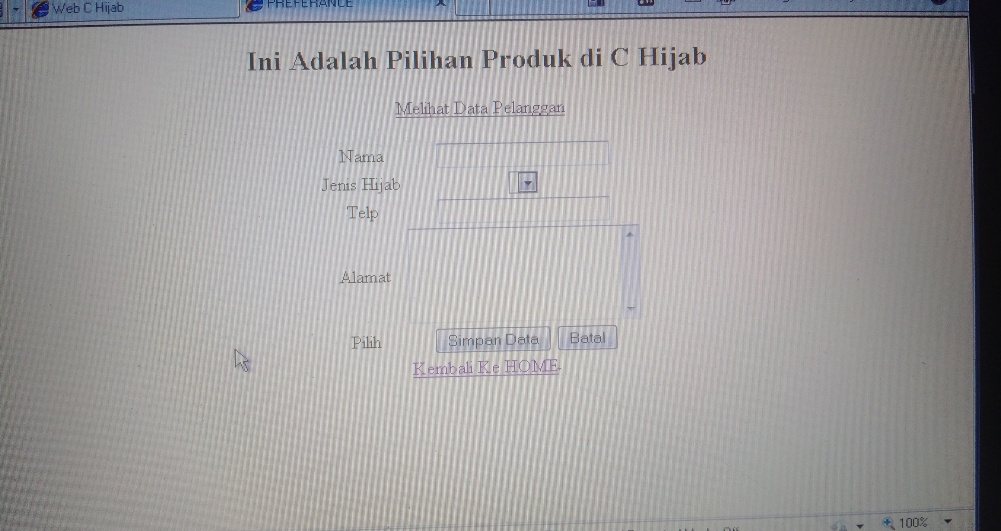 Web C Hijab
PREFERANCE
Ini Adalah Pilihan Produk di C Hijab
Melihat Data Pelanggan
Nama
Jenis Hijab
Telp
Alamat
Pilih Simpan Data Batal
Kembali Ke HOME.
100%